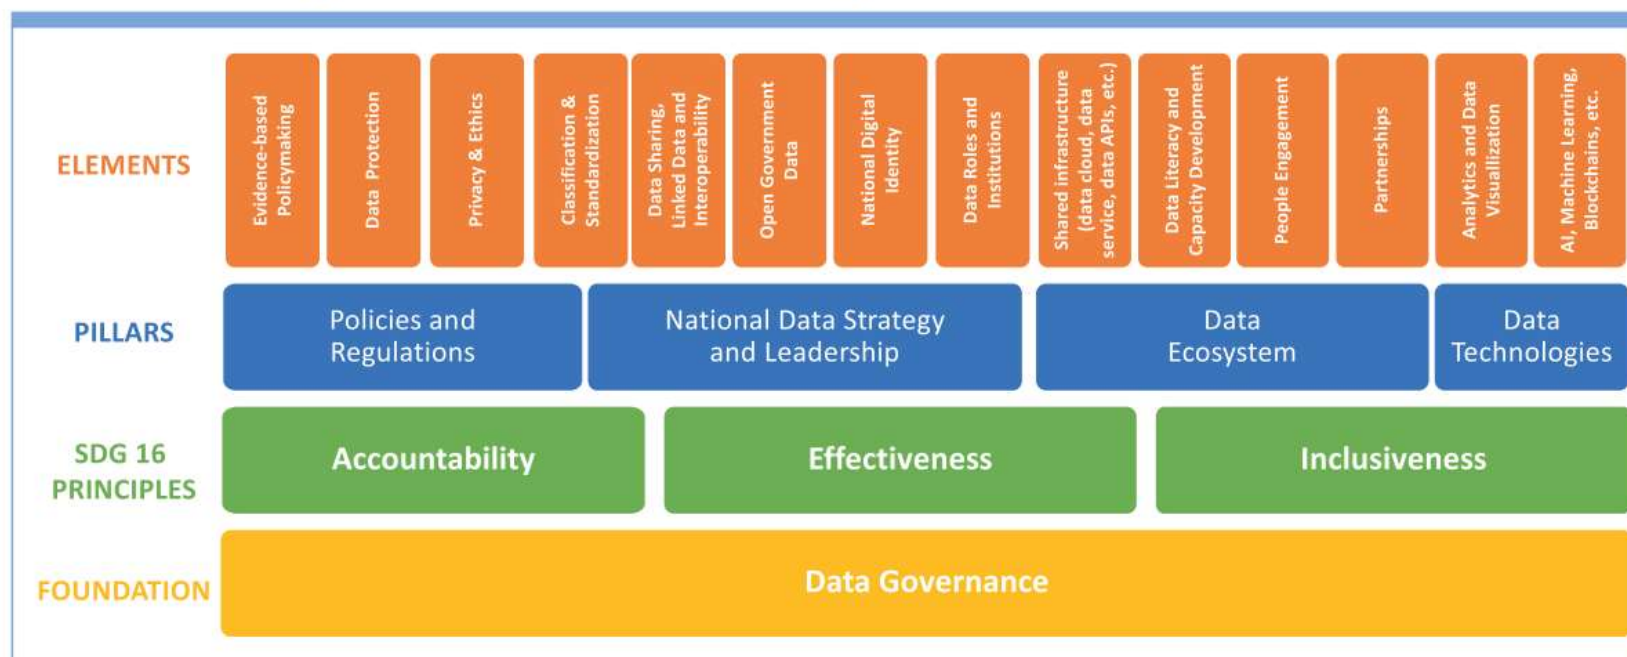 ELEMENTS
Evidence-based
Policymaking
Data Protection
Privacy & Ethics
Classification &
Standardization
Data Sharing,
Linked Data and
Interoperability
Open Government
Data
National Digital
Identity
Data Roles and
Institutions
Shared infrastructure
(data cloud, data
service, data APIs, etc.)
Data Literacy and
Capacity Development
People Engagement
Partnerships
Analytics and Data
Visuallization
AI, Machine Learning,
Blockchains, etc.
PILLARS
Policies and
Regulations
National Data Strategy
and Leadership
Data
Ecosystem
Data
Technologies
SDG 16
PRINCIPLES
Accountability
Effectiveness
Inclusiveness
FOUNDATION
Data Governance